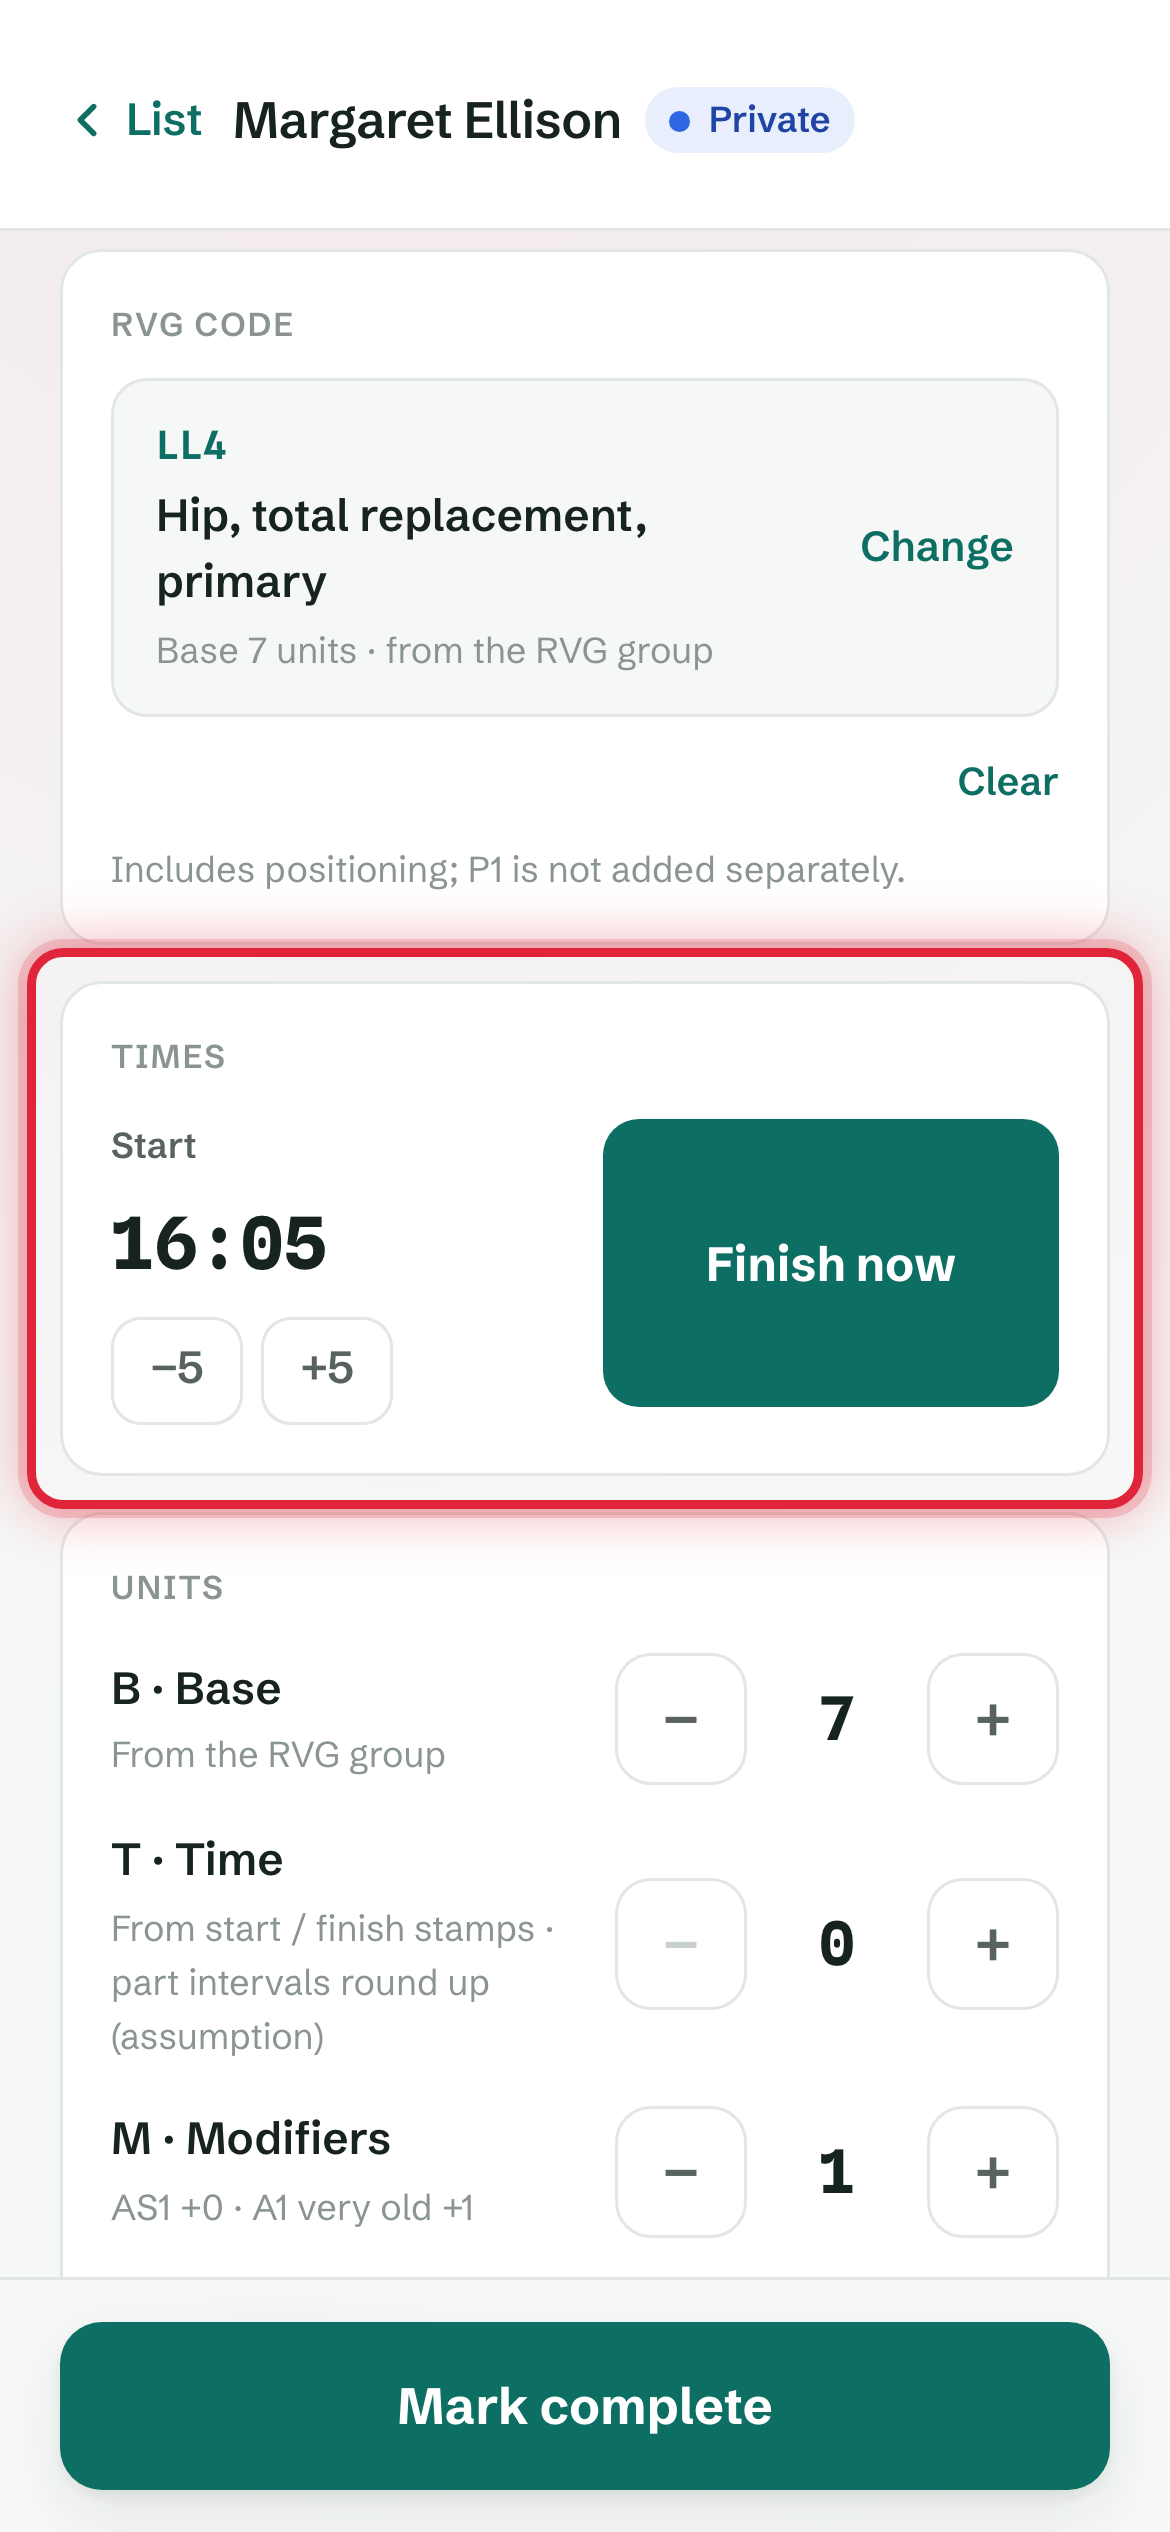 List Margaret Ellison Private
RVG CODE
LL4
Hip, total replacement,
primary
Change
Base 7 units · from the RVG group
Clear
Includes positioning; P1 is not added separately.
TIMES
Start
16:05
Finish now
−5 +5
UNITS
B · Base
From the RVG group
− 7 +
T · Time
From start / finish stamps ·
part intervals round up
(assumption)
− 0 +
M · Modifiers
AS1 +0 · A1 very old +1
− 1 +
Mark complete